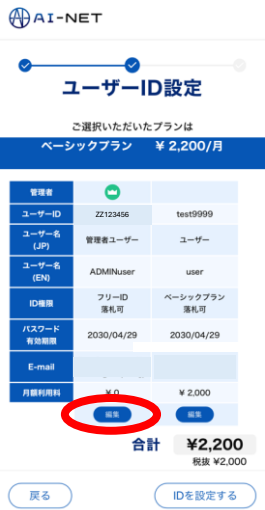 AI-NET
ユーザーID設定
ご選択いただいたプランは
ベーシックプラン ¥ 2,200/月
管理者
ユーザーID ZZ123456 test9999
ユーザー名 (JP) 管理者ユーザー ユーザー
ユーザー名 (EN) ADMINuser user
ID権限 フリーID 落札可 ベーシックプラン 落札可
パスワード 有効期限 2030/04/29 2030/04/29
E-mail
月額利用料 ¥ 0 ¥ 2,000
編集 編集
合計 ¥2,200
税抜 ¥2,000
戻る IDを設定する